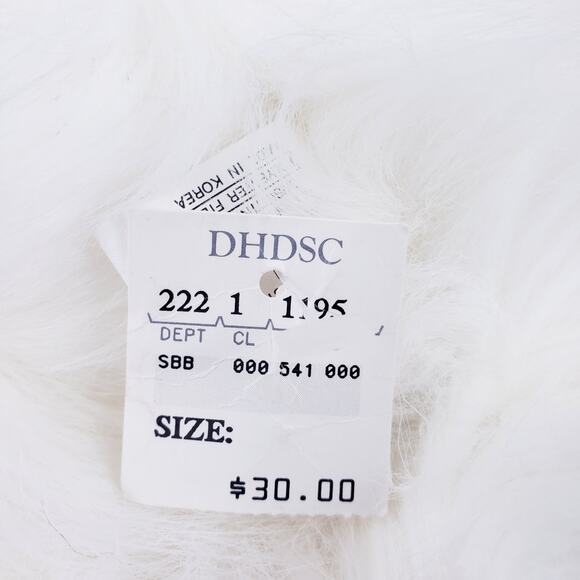 IN KOREA
DHDSC
222 1 1195
DEPT CL
SBB 000 541 000
SIZE:
$30.00